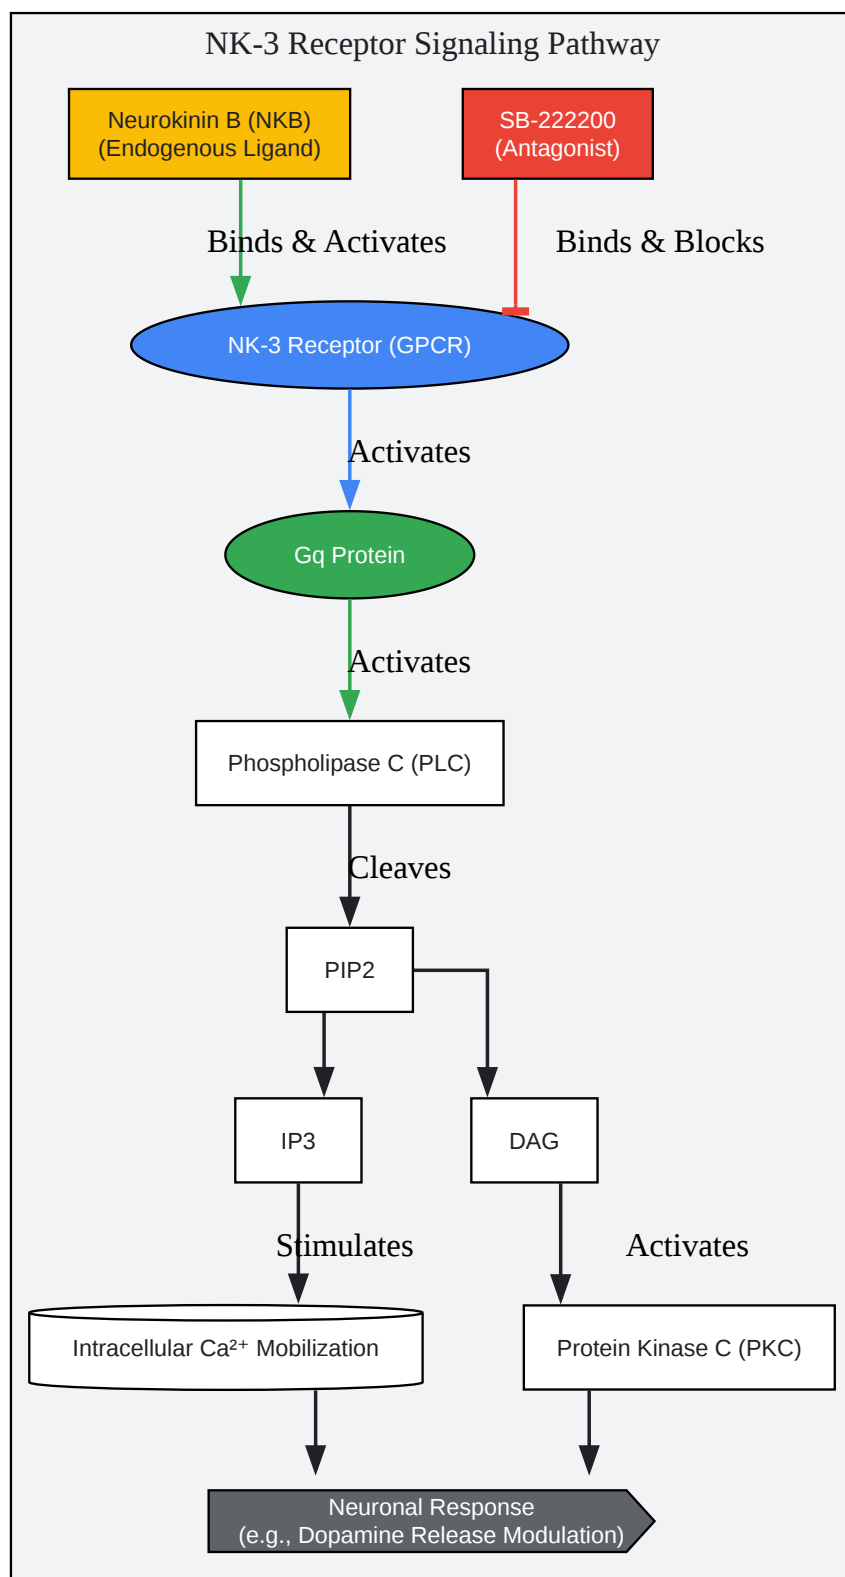 NK-3 Receptor Signaling Pathway
Neurokinin B (NKB)
(Endogenous Ligand)
SB-222200
(Antagonist)
Binds & Activates
Binds & Blocks
NK-3 Receptor (GPCR)
Activates
Gq Protein
Activates
Phospholipase C (PLC)
Cleaves
PIP2
IP3
DAG
Stimulates
Activates
Intracellular Ca²⁺ Mobilization
Protein Kinase C (PKC)
Neuronal Response
(e.g., Dopamine Release Modulation)